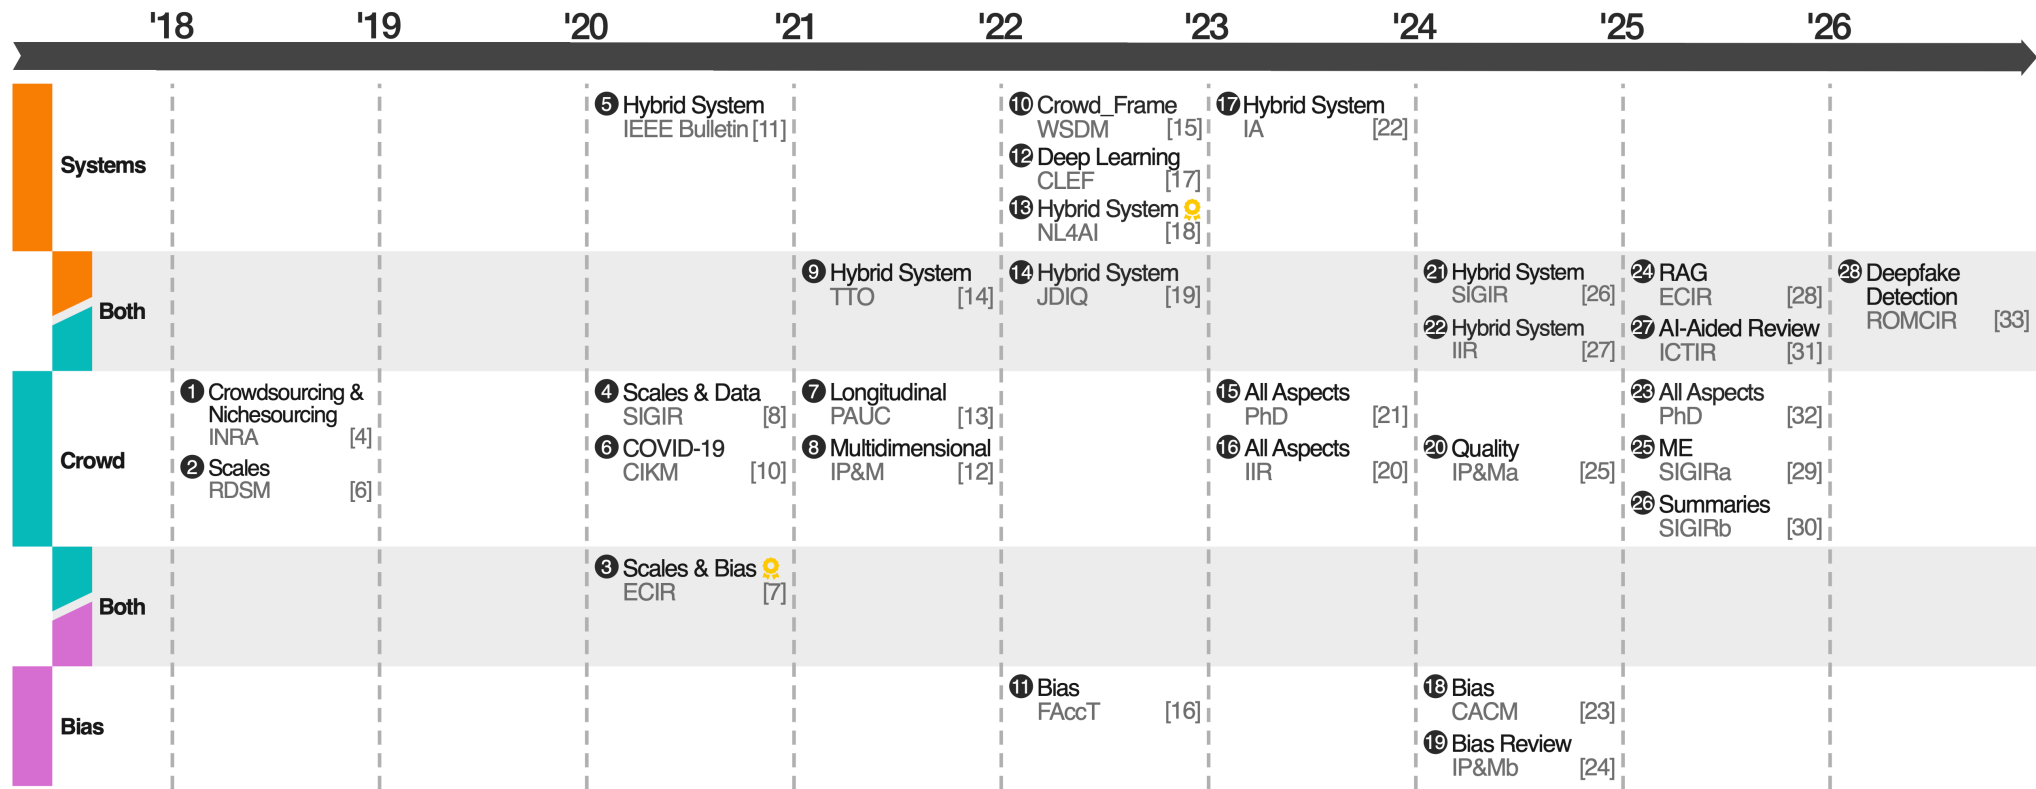 '18 '19 '20 '21 '22 '23 '24 '25 '26
Systems
5 Hybrid System
IEEE Bulletin [11]
10 Crowd_Frame
WSDM [15]
12 Deep Learning
CLEF [17]
13 Hybrid System
NL4AI [18]
17 Hybrid System
IA [22]
Both
9 Hybrid System
TTO [14]
14 Hybrid System
JDIQ [19]
21 Hybrid System
SIGIR [26]
22 Hybrid System
IIR [27]
24 RAG
ECIR [28]
27 AI-Aided Review
ICTIR [31]
28 Deepfake
Detection
ROMCIR [33]
Crowd
1 Crowdsourcing &
Nichesourcing
INRA [4]
2 Scales
RDSM [6]
4 Scales & Data
SIGIR [8]
6 COVID-19
CIKM [10]
7 Longitudinal
PAUC [13]
8 Multidimensional
IP&M [12]
15 All Aspects
PhD [21]
16 All Aspects
IIR [20]
20 Quality
IP&Ma [25]
23 All Aspects
PhD [32]
25 ME
SIGIRa [29]
26 Summaries
SIGIRb [30]
Both
3 Scales & Bias
ECIR [7]
Bias
11 Bias
FAccT [16]
18 Bias
CACM [23]
19 Bias Review
IP&Mb [24]